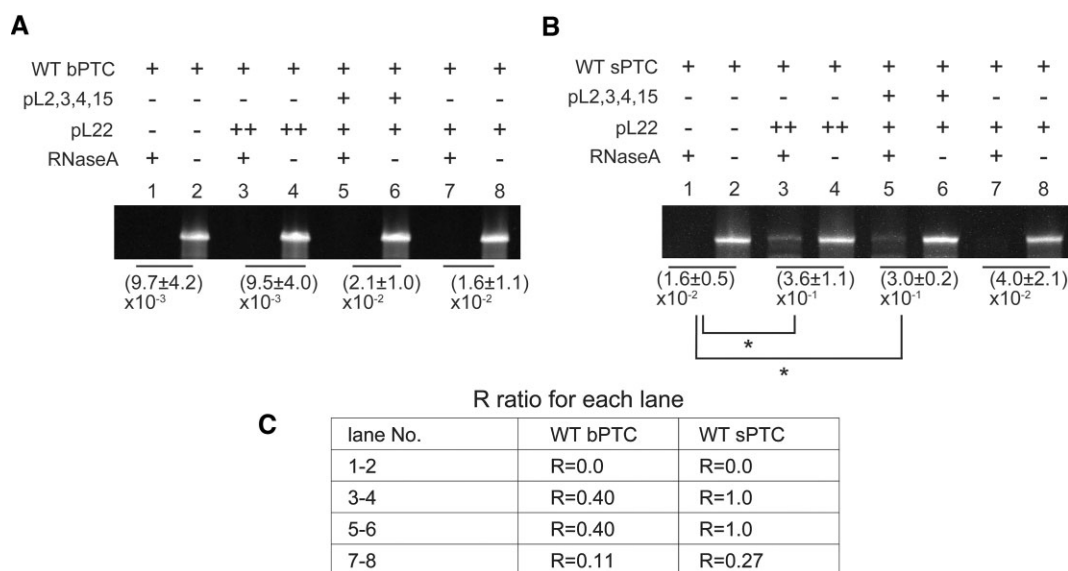 A
WT bPTC + + + + + + + +
pL2,3,4,15 - - - - + + - -
pL22 - - ++ ++ + + + +
RNaseA + - + - + - + -
1 2 3 4 5 6 7 8
(9.7±4.2) (9.5±4.0) (2.1±1.0) (1.6±1.1)
x10-3 x10-3 x10-2 x10-2
B
WT sPTC + + + + + + + +
pL2,3,4,15 - - - - + + - -
pL22 - - ++ ++ + + + +
RNaseA + - + - + - + -
1 2 3 4 5 6 7 8
(1.6±0.5) (3.6±1.1) (3.0±0.2) (4.0±2.1)
x10-2 x10-1 x10-1 x10-2
*
*
C
R ratio for each lane
lane No. WT bPTC WT sPTC
1-2 R=0.0 R=0.0
3-4 R=0.40 R=1.0
5-6 R=0.40 R=1.0
7-8 R=0.11 R=0.27